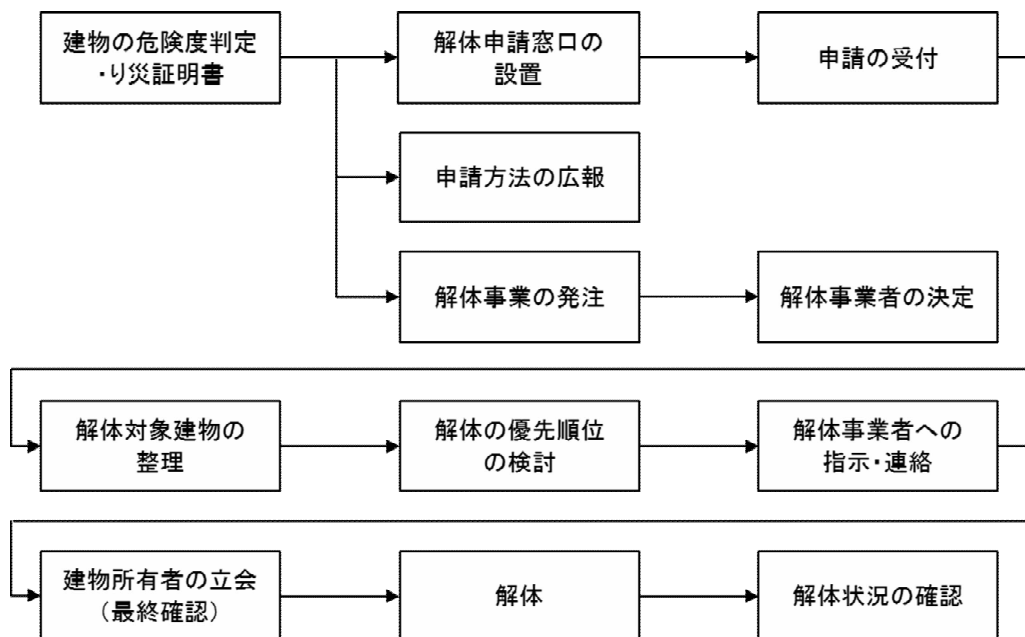 建物の危険度判定
・り災証明書
解体申請窓口の
設置
申請の受付
申請方法の広報
解体事業の発注
解体事業者の決定
解体対象建物の
整理
解体の優先順位
の検討
解体事業者への
指示・連絡
建物所有者の立会
（最終確認）
解体
解体状況の確認